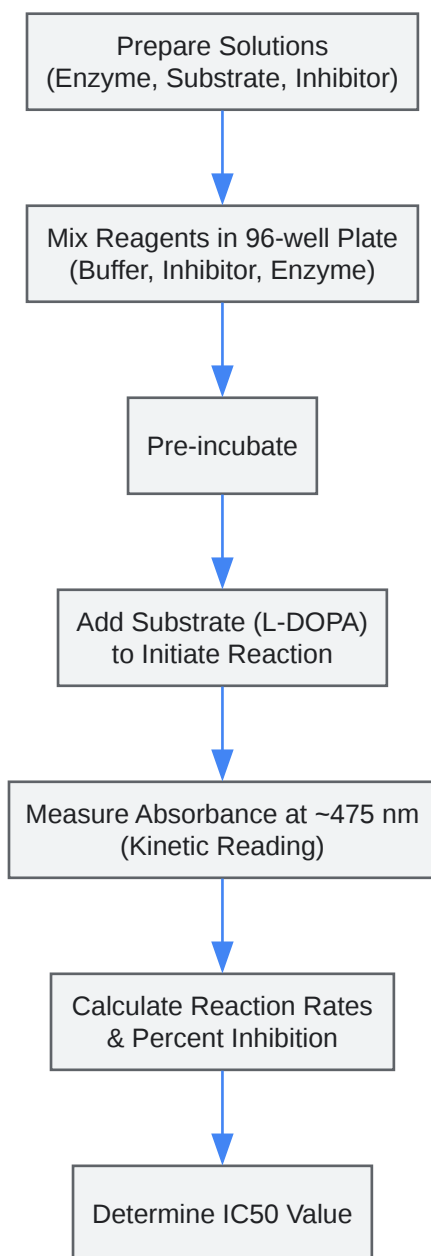 Prepare Solutions
(Enzyme, Substrate, Inhibitor)
Mix Reagents in 96-well Plate
(Buffer, Inhibitor, Enzyme)
Pre-incubate
Add Substrate (L-DOPA)
to Initiate Reaction
Measure Absorbance at ~475 nm
(Kinetic Reading)
Calculate Reaction Rates
& Percent Inhibition
Determine IC50 Value